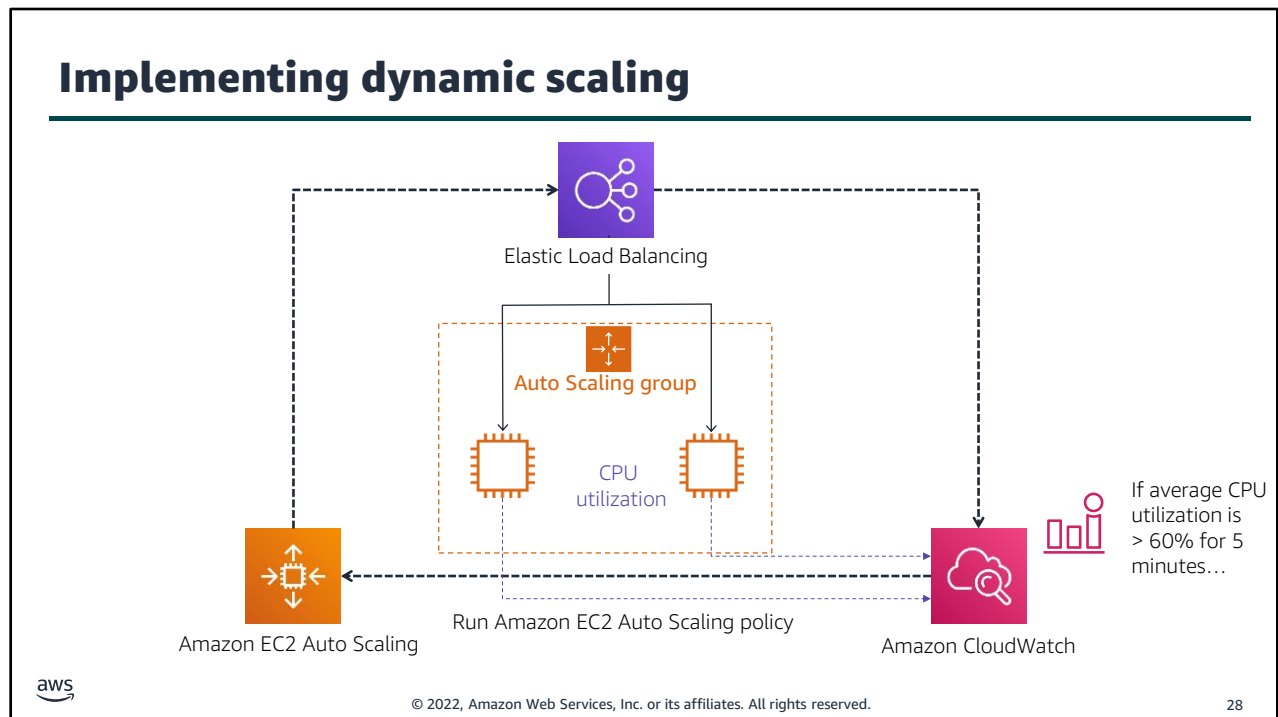 Implementing dynamic scaling
Elastic Load Balancing
Auto Scaling group
CPU
utilization
If average CPU
utilization is
> 60% for 5
minutes…
Run Amazon EC2 Auto Scaling policy
Amazon EC2 Auto Scaling
Amazon CloudWatch
aws
© 2022, Amazon Web Services, Inc. or its affiliates. All rights reserved.
28